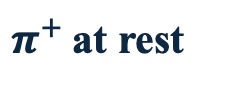 π⁺ at rest